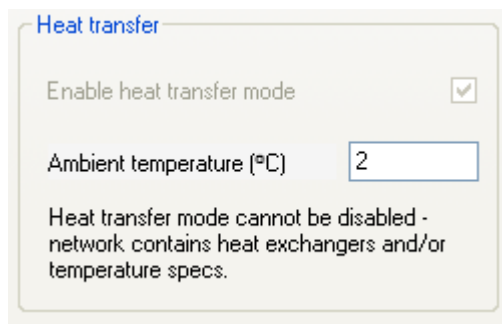 Heat transfer
Enable heat transfer mode
Ambient temperature (ºC) 2
Heat transfer mode cannot be disabled -
network contains heat exchangers and/or
temperature specs.